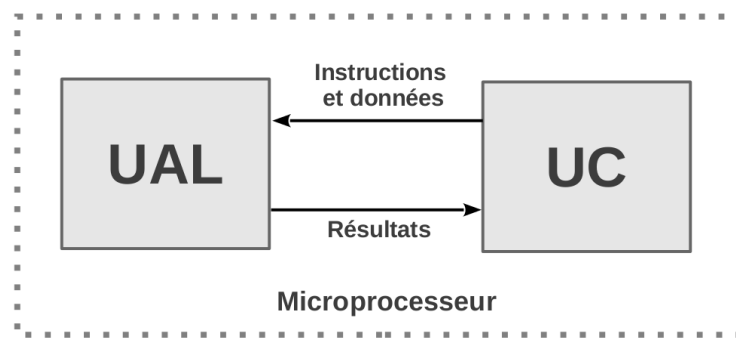 Instructions
et données
UAL
UC
Résultats
Microprocesseur